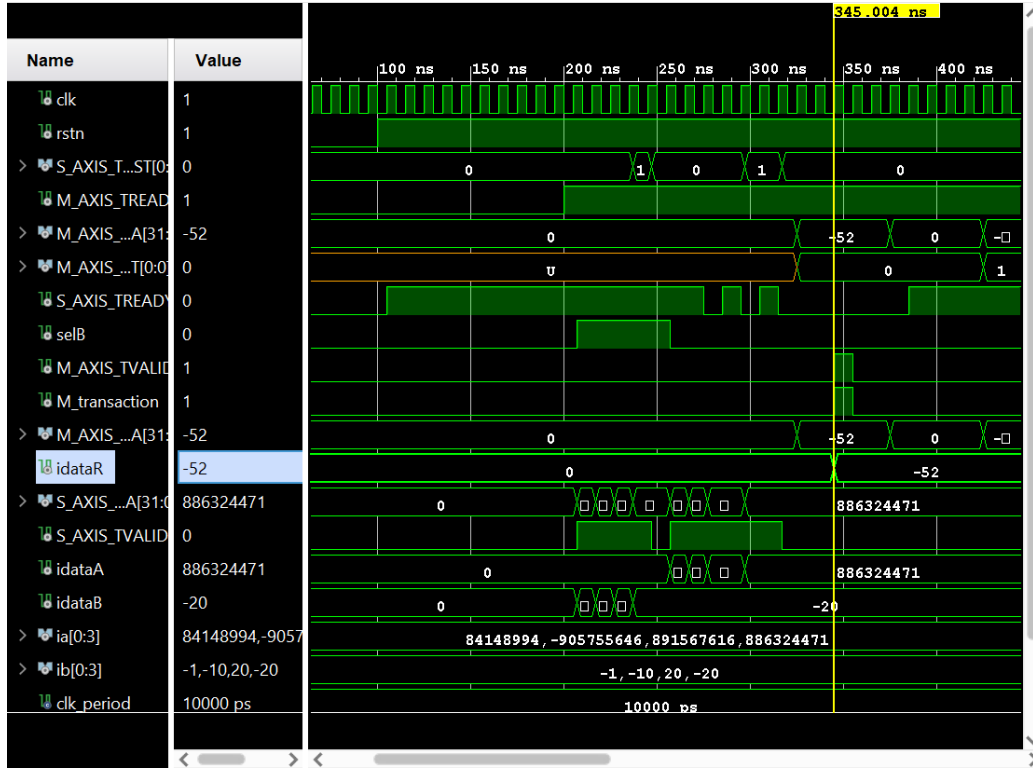 345.004 ns
Name Value
100 ns 150 ns 200 ns 250 ns 300 ns 350 ns 400 ns
clk 1
rstn 1
S_AXIS_T...ST[0: 0 0 1 0 1 0
M_AXIS_TREAD 1
M_AXIS_...A[31: -52 0 -52 0 -□
M_AXIS_...T[0:0] 0 U 0 1
S_AXIS_TREADY 0
selB 0
M_AXIS_TVALID 1
M_transaction 1
M_AXIS_...A[31: -52 0 -52 0 -□
idataR -52 0 -52
S_AXIS_...A[31:0 886324471 0 □ □ □ □ □ □ □ 886324471
S_AXIS_TVALID 0
idataA 886324471 0 □ □ □ 886324471
idataB -20 0 □ □ □ -20
ia[0:3] 84148994,-9057 84148994,-905755646,891567616,886324471
ib[0:3] -1,-10,20,-20 -1,-10,20,-20
clk_period 10000 ps 10000 ps